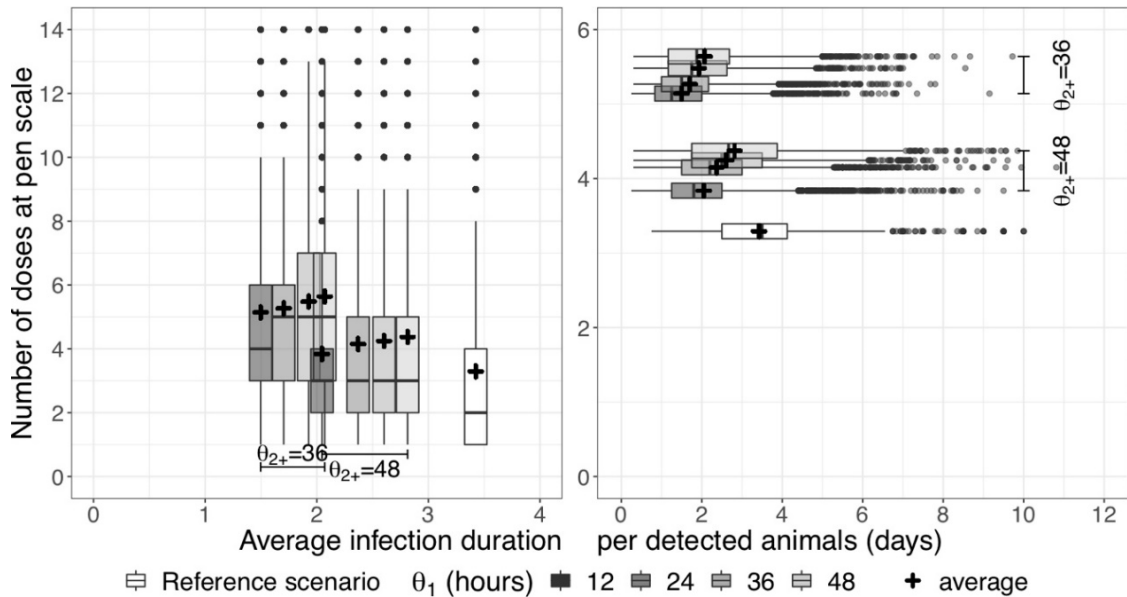 14
12
10
8
6
4
2
0
Number of doses at pen scale
θ2+=36
θ2+=48
0 1 2 3 4
6
4
2
0
θ2+=36
θ2+=48
0 2 4 6 8 10 12
Average infection duration per detected animals (days)
Reference scenario θ1 (hours) 12 24 36 48 average